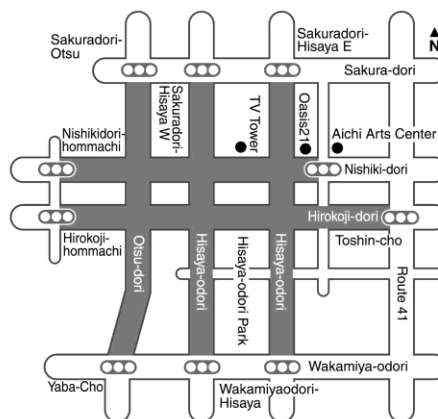 Sakuradori-
Otsu
Sakuradori-
Hisaya E
N
Sakura-dori
Sakuradori-
Hisaya W
TV Tower
Oasis21
Aichi Arts Center
Nishikidori-
hommachi
Nishiki-dori
Hirokoji-dori
Hirokoji-
hommachi
Toshin-cho
Otsu-dori
Hisaya-odori
Hisaya-odori Park
Hisaya-odori
Route 41
Wakamiya-odori
Yaba-Cho
Wakamiyaodori-
Hisaya